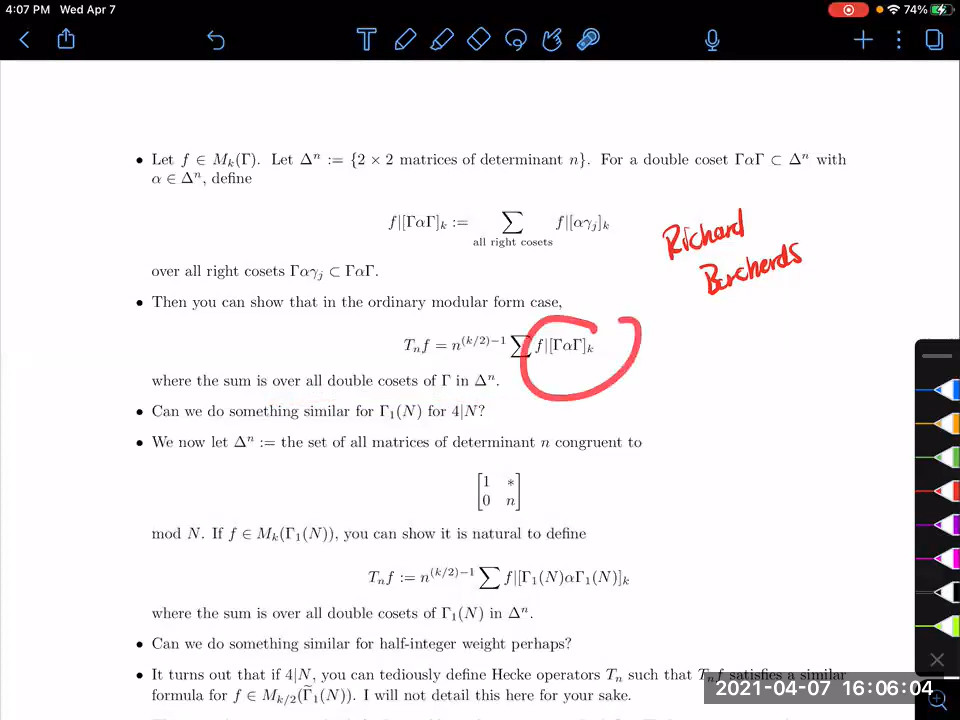 4:07 PM Wed Apr 7
74%
• Let f ∈ M_k(Γ). Let Δ^n := {2 × 2 matrices of determinant n}. For a double coset ΓαΓ ⊂ Δ^n with
α ∈ Δ^n, define
f|[ΓαΓ]_k := ∑ f|[αγ_j]_k
all right cosets
Richard
Borcherds
over all right cosets Γαγ_j ⊂ ΓαΓ.
• Then you can show that in the ordinary modular form case,
T_n f = n^{(k/2)−1} ∑ f|[ΓαΓ]_k
where the sum is over all double cosets of Γ in Δ^n.
• Can we do something similar for Γ_1(N) for 4|N?
• We now let Δ^n := the set of all matrices of determinant n congruent to
[1 *
0 n]
mod N. If f ∈ M_k(Γ_1(N)), you can show it is natural to define
T_n f := n^{(k/2)−1} ∑ f|[Γ_1(N)αΓ_1(N)]_k
where the sum is over all double cosets of Γ_1(N) in Δ^n.
• Can we do something similar for half-integer weight perhaps?
• It turns out that if 4|N, you can tediously define Hecke operators T_n such that T_n f satisfies a similar
formula for f ∈ M_{k/2}(Γ̃_1(N)). I will not detail this here for your sake.
2021-04-07 16:06:04